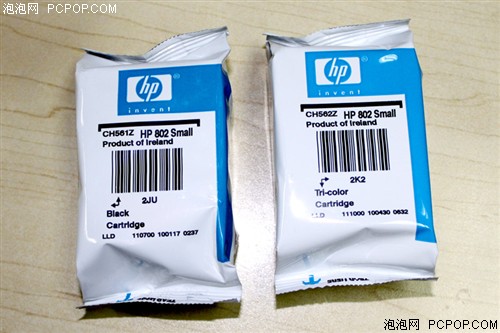 泡泡网 PCPOP.COM
hp
invent
CH561Z HP 802 Small
Product of Ireland
2JU
Black
Cartridge
LLD 110700 100117 0237
hp
invent
CH562Z HP 802 Small
Product of Ireland
2K2
Tri-color
Cartridge
LLD 111000 100430 0632
泡泡网 PCPOP.COM